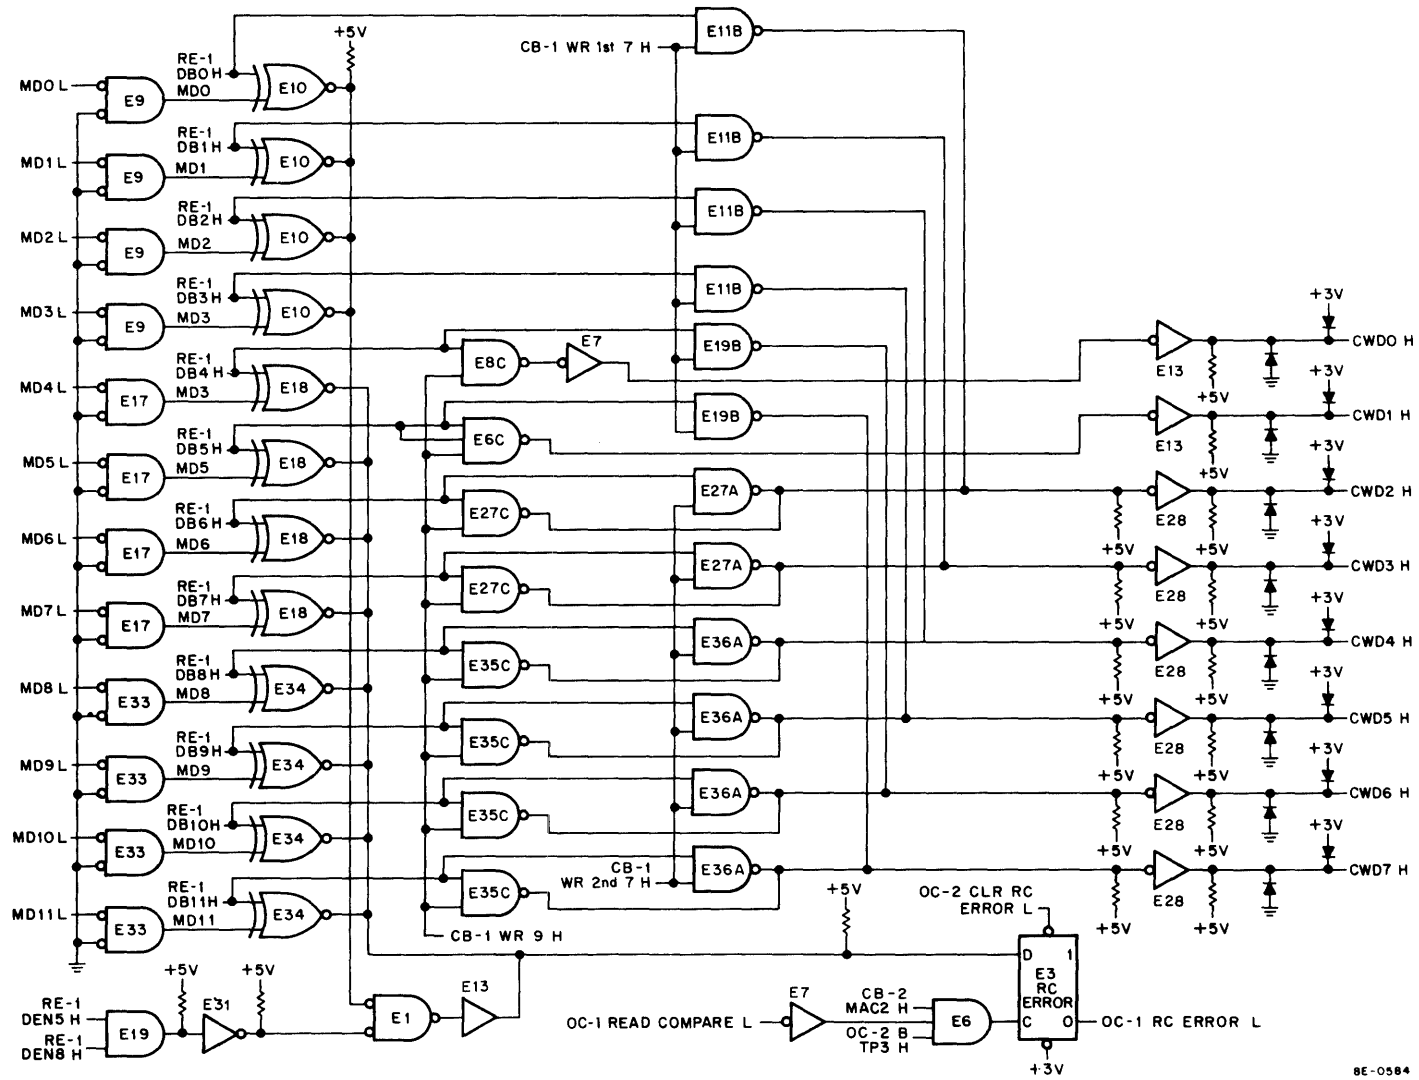 +5V
CB-1 WR 1st 7 H
E11B
RE-1
DB0 H
MD0 L
E9
MD0
E10
RE-1
DB1 H
MD1 L
E9
MD1
E10
E11B
RE-1
DB2 H
MD2 L
E9
MD2
E10
E11B
RE-1
DB3 H
MD3 L
E9
MD3
E10
E11B
+3V
RE-1
DB4 H
MD4 L
E17
MD3
E18
E8C
E7
E19B
E13
+5V
CWD0 H
+3V
RE-1
DB5 H
MD5 L
E17
MD5
E18
E6C
E19B
E13
+5V
CWD1 H
+3V
RE-1
DB6 H
MD6 L
E17
MD6
E18
E27C
E27A
+5V
E28
+5V
CWD2 H
+3V
RE-1
DB7 H
MD7 L
E17
MD7
E18
E27C
E27A
+5V
E28
+5V
CWD3 H
+3V
RE-1
DB8 H
MD8 L
E33
MD8
E34
E35C
E36A
+5V
E28
+5V
CWD4 H
+3V
RE-1
DB9 H
MD9 L
E33
MD9
E34
E35C
E36A
+5V
E28
+5V
CWD5 H
+3V
RE-1
DB10H
MD10 L
E33
MD10
E34
E35C
E36A
+5V
E28
+5V
CWD6 H
+3V
RE-1
DB11H
MD11 L
E33
MD11
E34
E35C
CB-1
WR 2nd 7 H
E36A
+5V
E28
+5V
CWD7 H
CB-1 WR 9 H
+5V
OC-2 CLR RC
ERROR L
D 1
E3
RC
ERROR
C 0
+3V
OC-1 RC ERROR L
+5V
+5V
RE-1
DEN5 H
RE-1
DEN8 H
E19
E31
E1
E13
OC-1 READ COMPARE L
E7
CB-2
MAC2 H
OC-2 B
TP3 H
E6
8E-0584